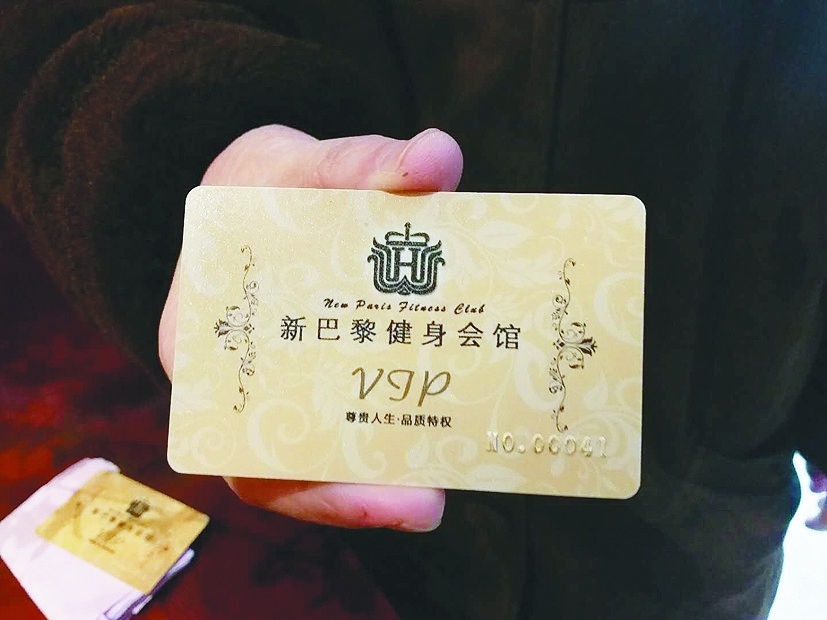 H
New Paris Fitness Club
新巴黎健身会馆
VIP
尊贵人生·品质特权
NO.00041